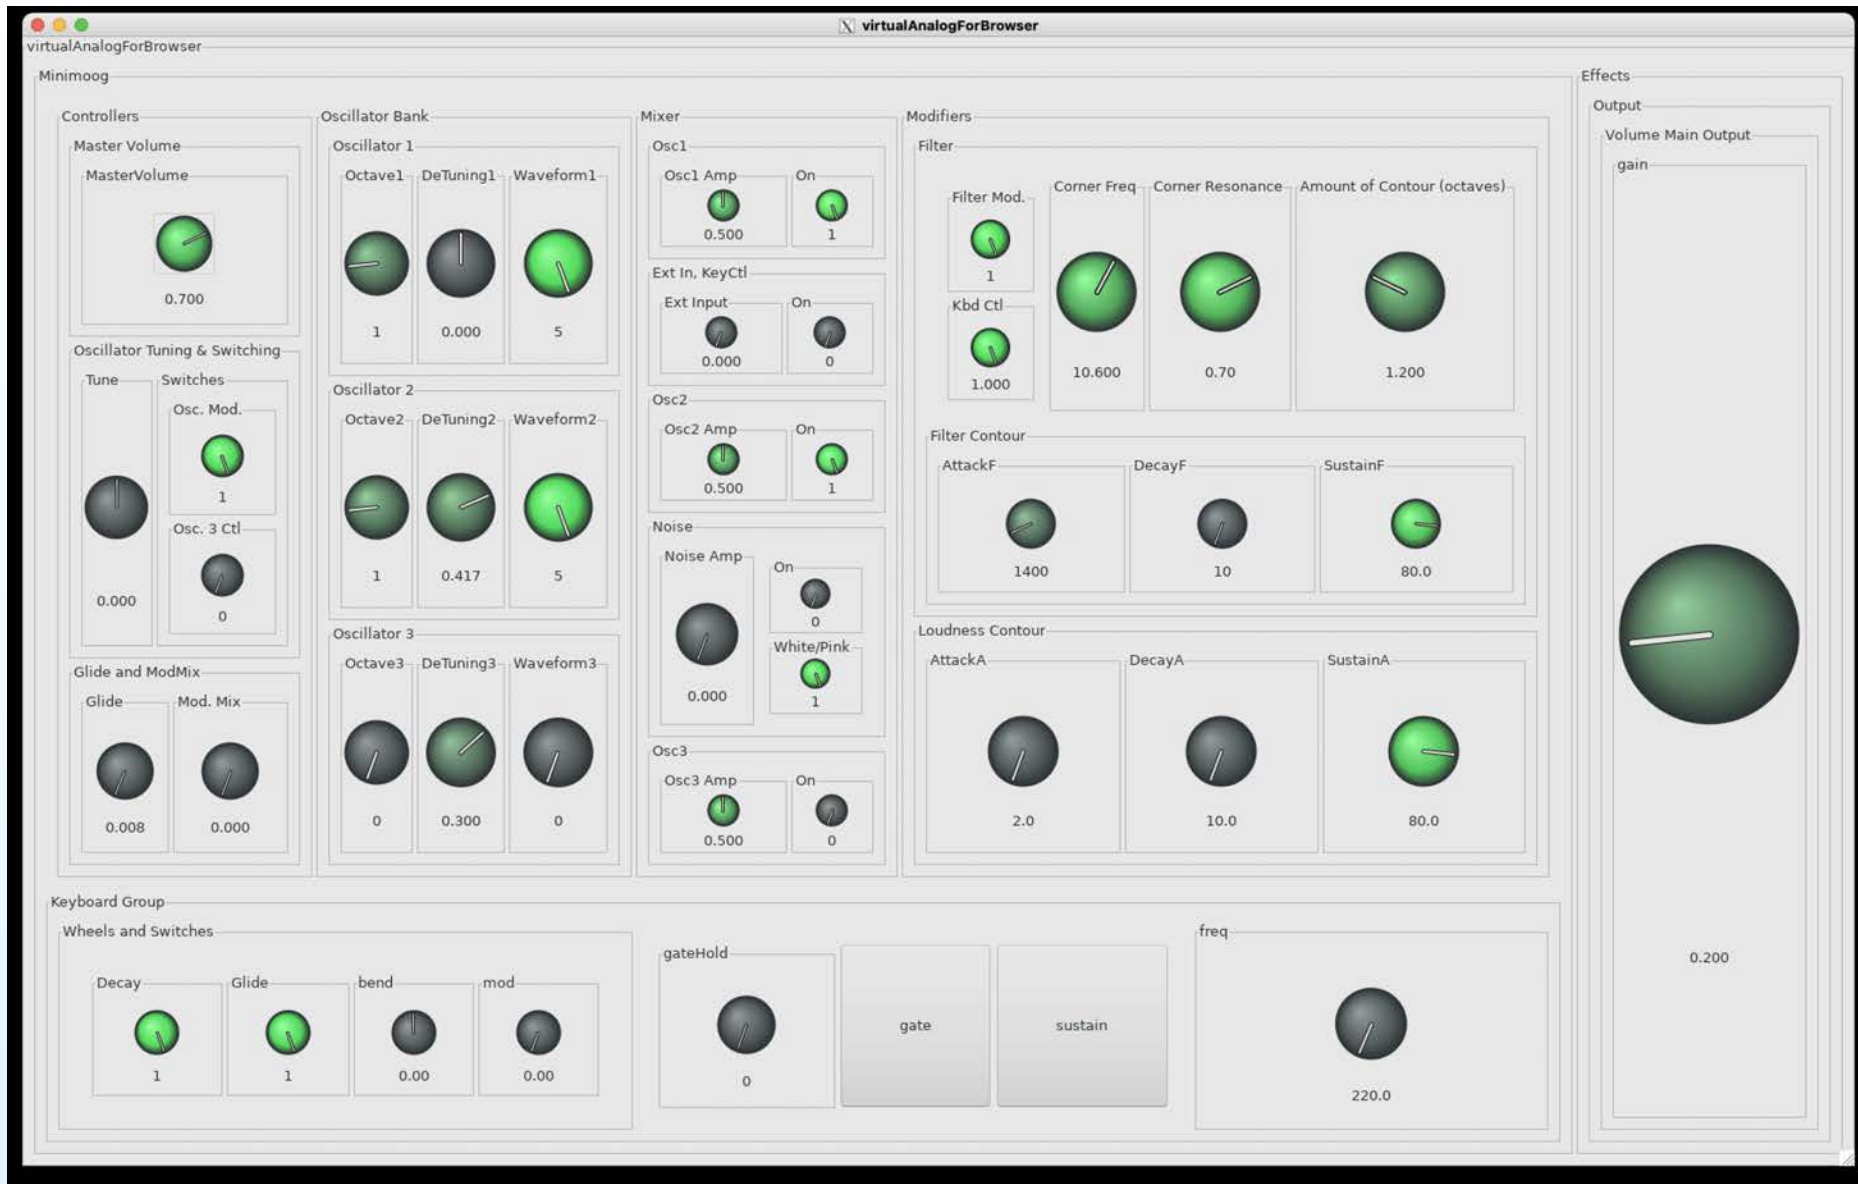 virtualAnalogForBrowser
virtualAnalogForBrowser
Minimoog
Controllers
Master Volume
MasterVolume
0.700
Oscillator Tuning & Switching
Tune
0.000
Switches
Osc. Mod.
1
Osc. 3 Ctl
0
Glide and ModMix
Glide
0.008
Mod. Mix
0.000
Oscillator Bank
Oscillator 1
Octave1
1
DeTuning1
0.000
Waveform1
5
Oscillator 2
Octave2
1
DeTuning2
0.417
Waveform2
5
Oscillator 3
Octave3
0
DeTuning3
0.300
Waveform3
0
Mixer
Osc1
Osc1 Amp
0.500
On
1
Ext In, KeyCtl
Ext Input
0.000
On
0
Osc2
Osc2 Amp
0.500
On
1
Noise
Noise Amp
0.000
On
0
White/Pink
1
Osc3
Osc3 Amp
0.500
On
0
Modifiers
Filter
Filter Mod.
1
Kbd Ctl
1.000
Corner Freq
10.600
Corner Resonance
0.70
Amount of Contour (octaves)
1.200
Filter Contour
AttackF
1400
DecayF
10
SustainF
80.0
Loudness Contour
AttackA
2.0
DecayA
10.0
SustainA
80.0
Keyboard Group
Wheels and Switches
Decay
1
Glide
1
bend
0.00
mod
0.00
gateHold
0
gate
sustain
freq
220.0
Effects
Output
Volume Main Output
gain
0.200